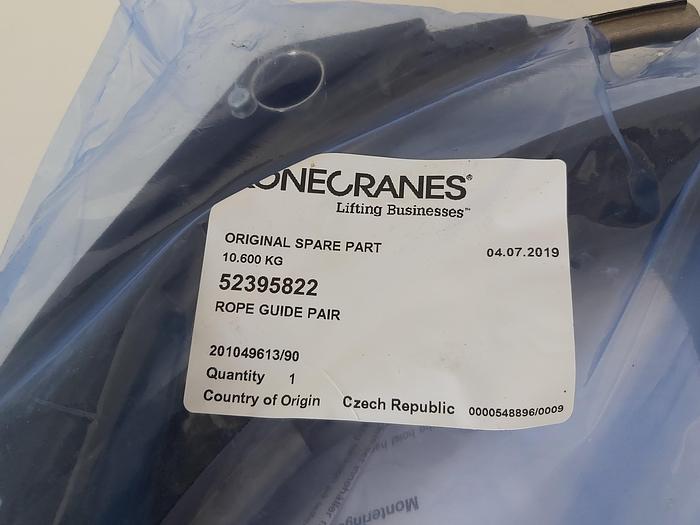 KONECRANES®
Lifting Businesses™
ORIGINAL SPARE PART 04.07.2019
10.600 KG
52395822
ROPE GUIDE PAIR
201049613/90
Quantity 1
Country of Origin Czech Republic 0000548896/0009